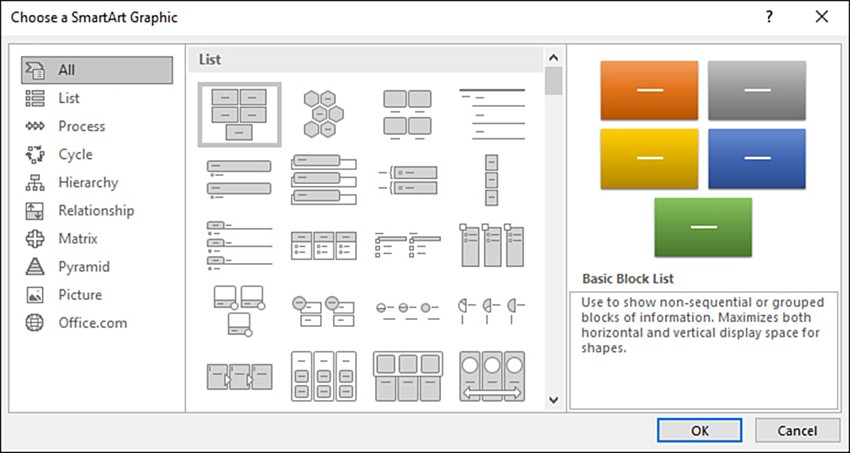 Choose a SmartArt Graphic
?
All
List
Process
Cycle
Hierarchy
Relationship
Matrix
Pyramid
Picture
Office.com
List
Basic Block List
Use to show non-sequential or grouped
blocks of information. Maximizes both
horizontal and vertical display space for
shapes.
OK
Cancel